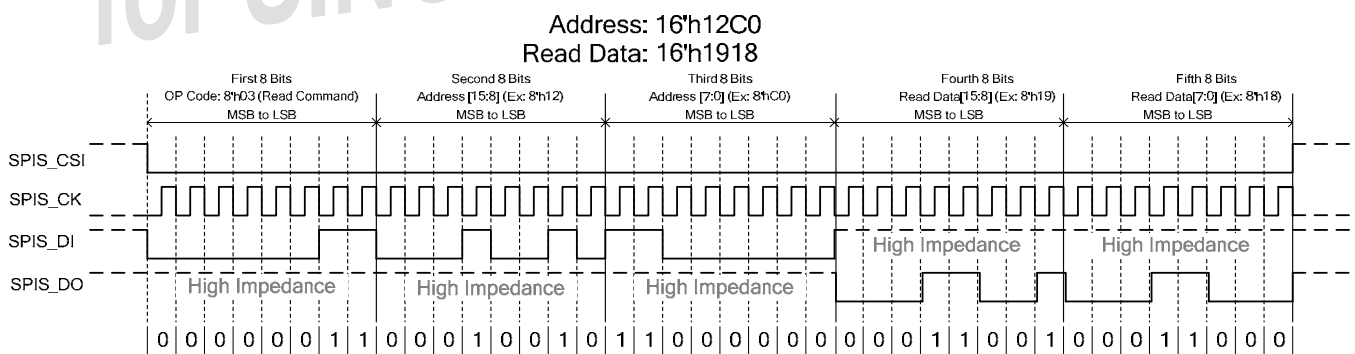 Address: 16'h12C0
Read Data: 16'h1918
First 8 Bits
OP Code: 8'h03 (Read Command)
MSB to LSB
Second 8 Bits
Address [15:8] (Ex: 8'h12)
MSB to LSB
Third 8 Bits
Address [7:0] (Ex: 8'hC0)
MSB to LSB
Fourth 8 Bits
Read Data[15:8] (Ex: 8'h19)
MSB to LSB
Fifth 8 Bits
Read Data[7:0] (Ex: 8'h18)
MSB to LSB
SPIS_CSI
SPIS_CK
SPIS_DI
High Impedance
High Impedance
SPIS_DO
High Impedance
High Impedance
High Impedance
0 0 0 0 0 0 1 1 0 0 0 1 0 0 1 0 1 1 0 0 0 0 0 0 0 0 0 1 1 0 0 1 0 0 0 1 1 0 0 0